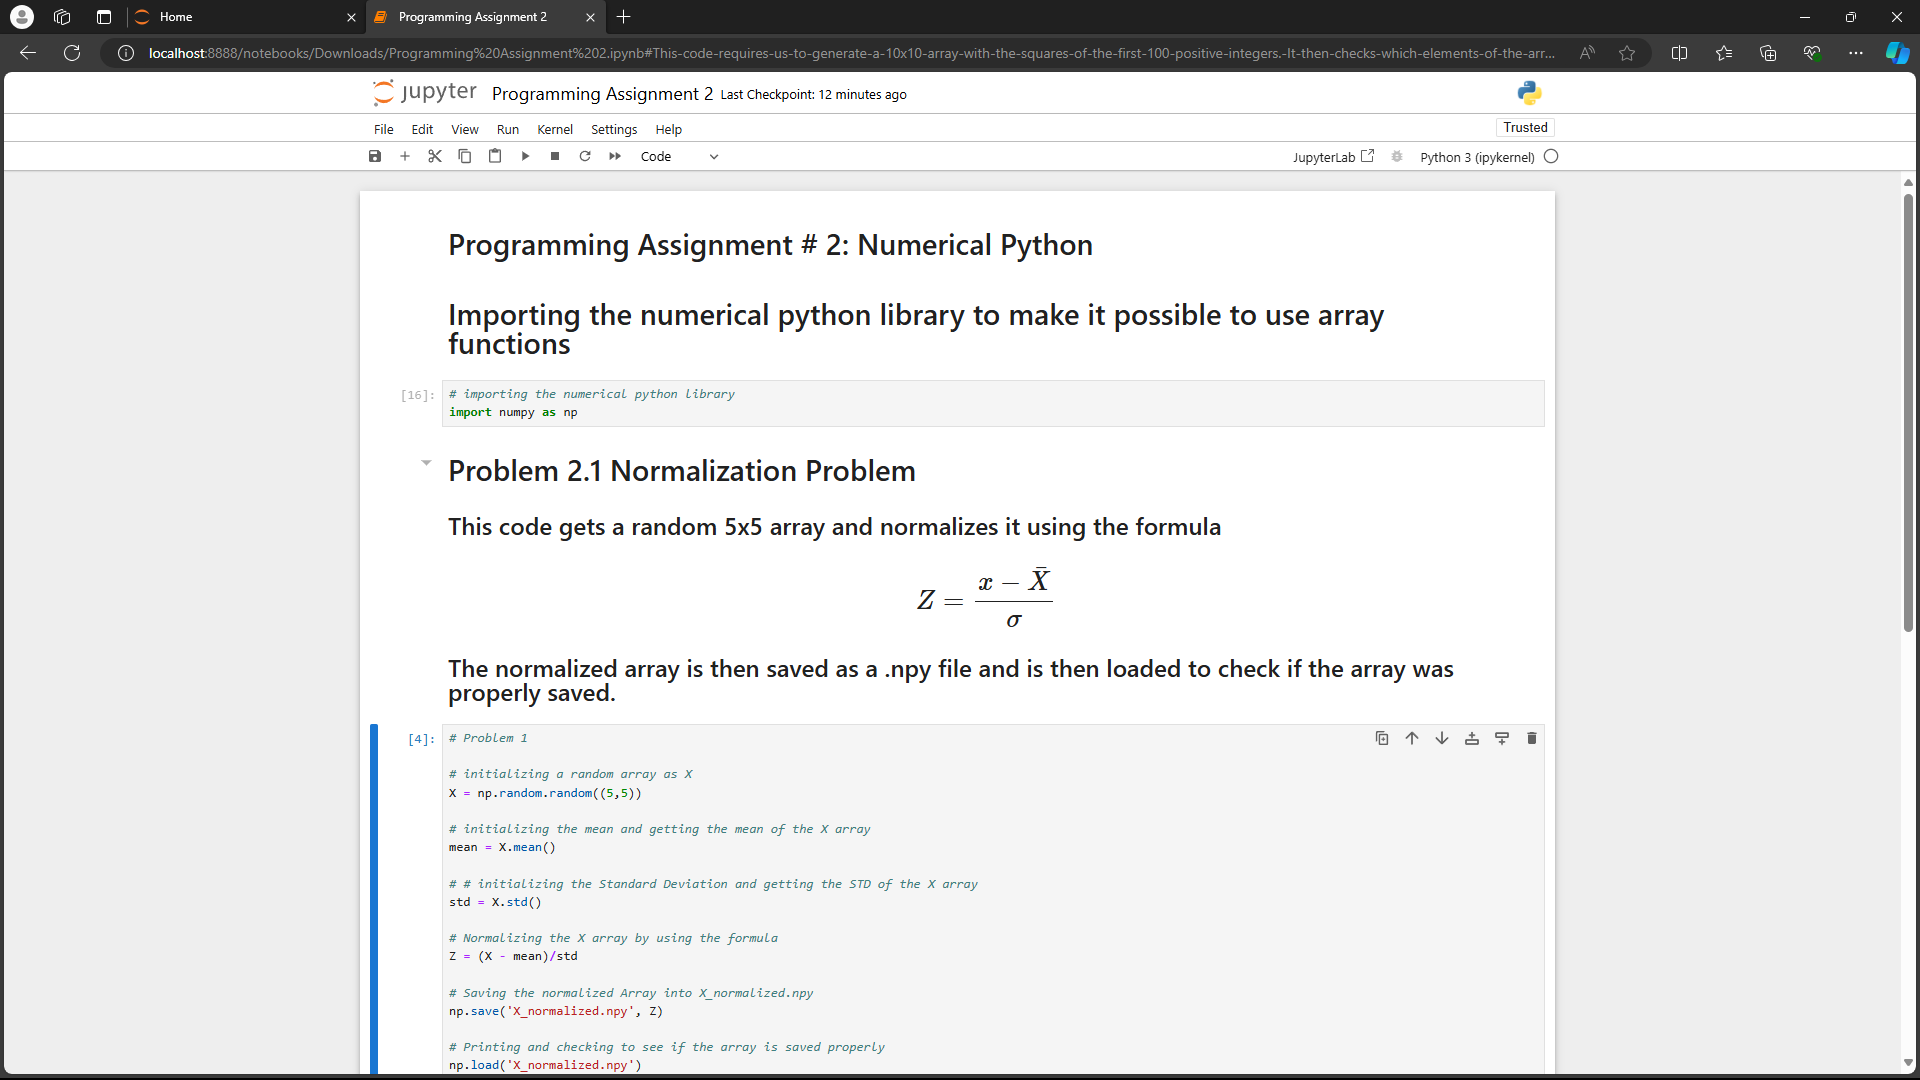 Home
Programming Assignment 2
localhost:8888/notebooks/Downloads/Programming%20Assignment%202.ipynb#This-code-requires-us-to-generate-a-10x10-array-with-the-squares-of-the-first-100-positive-integers.-It-then-checks-which-elements-of-the-arr...
jupyter Programming Assignment 2 Last Checkpoint: 12 minutes ago
File Edit View Run Kernel Settings Help
Trusted
Code
JupyterLab
Python 3 (ipykernel)
Programming Assignment # 2: Numerical Python
Importing the numerical python library to make it possible to use array
functions
[16]:
# importing the numerical python library
import numpy as np
Problem 2.1 Normalization Problem
This code gets a random 5x5 array and normalizes it using the formula
Z = (x − X̄) / σ
The normalized array is then saved as a .npy file and is then loaded to check if the array was
properly saved.
[4]:
# Problem 1
# initializing a random array as X
X = np.random.random((5,5))
# initializing the mean and getting the mean of the X array
mean = X.mean()
# # initializing the Standard Deviation and getting the STD of the X array
std = X.std()
# Normalizing the X array by using the formula
Z = (X - mean)/std
# Saving the normalized Array into X_normalized.npy
np.save('X_normalized.npy', Z)
# Printing and checking to see if the array is saved properly
np.load('X_normalized.npy')